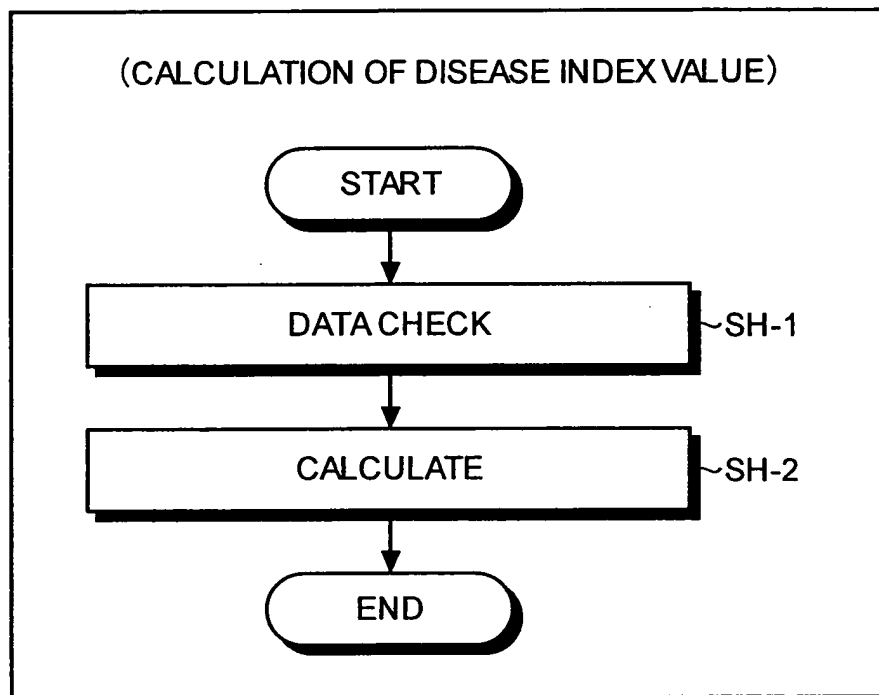 (CALCULATION OF DISEASE INDEX VALUE)
START
DATA CHECK
~SH-1
CALCULATE
~SH-2
END